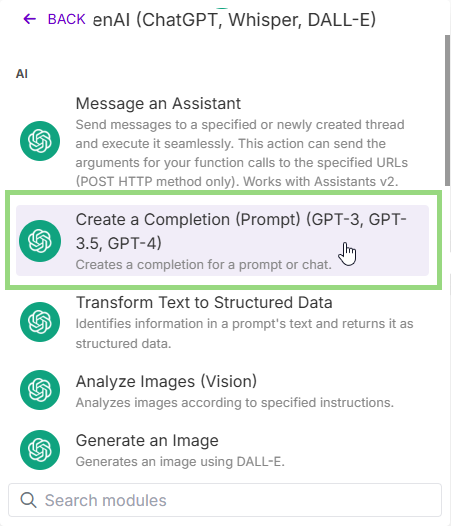 BACK
enAI (ChatGPT, Whisper, DALL-E)
AI
Message an Assistant
Send messages to a specified or newly created thread
and execute it seamlessly. This action can send the
arguments for your function calls to the specified URLs
(POST HTTP method only). Works with Assistants v2.
Create a Completion (Prompt) (GPT-3, GPT-
3.5, GPT-4)
Creates a completion for a prompt or chat.
Transform Text to Structured Data
Identifies information in a prompt's text and returns it as
structured data.
Analyze Images (Vision)
Analyzes images according to specified instructions.
Generate an Image
Generates an image using DALL-E.
Search modules